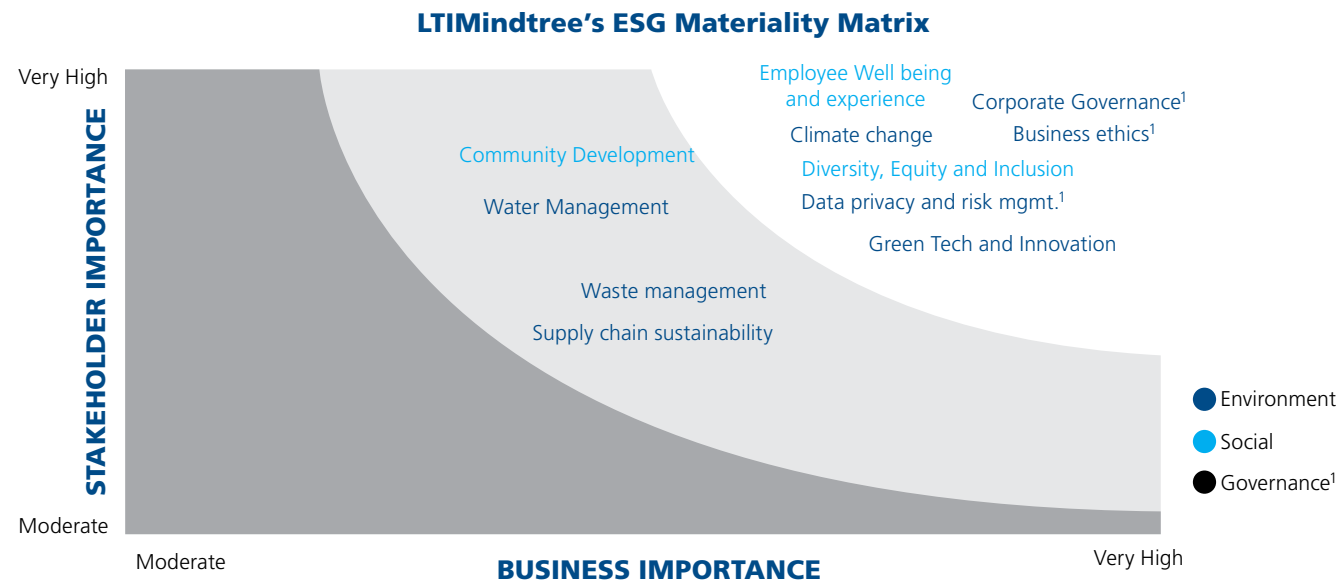 LTIMindtree's ESG Materiality Matrix
Very High
STAKEHOLDER IMPORTANCE
Moderate
Employee Well being
and experience
Corporate Governance¹
Climate change
Business ethics¹
Community Development
Diversity, Equity and Inclusion
Water Management
Data privacy and risk mgmt.¹
Green Tech and Innovation
Waste management
Supply chain sustainability
Environment
Social
Governance¹
Moderate
BUSINESS IMPORTANCE
Very High